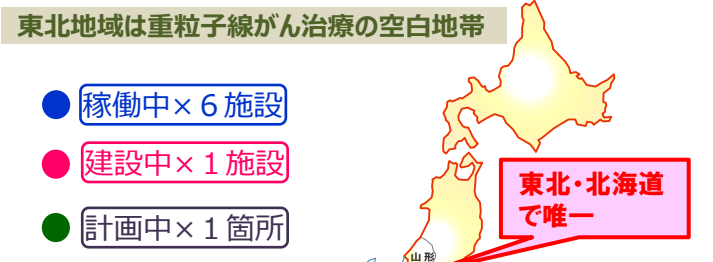 東北地域は重粒子線がん治療の空白地帯
稼働中×６施設
建設中×１施設
計画中×１箇所
東北・北海道
で唯一
山形